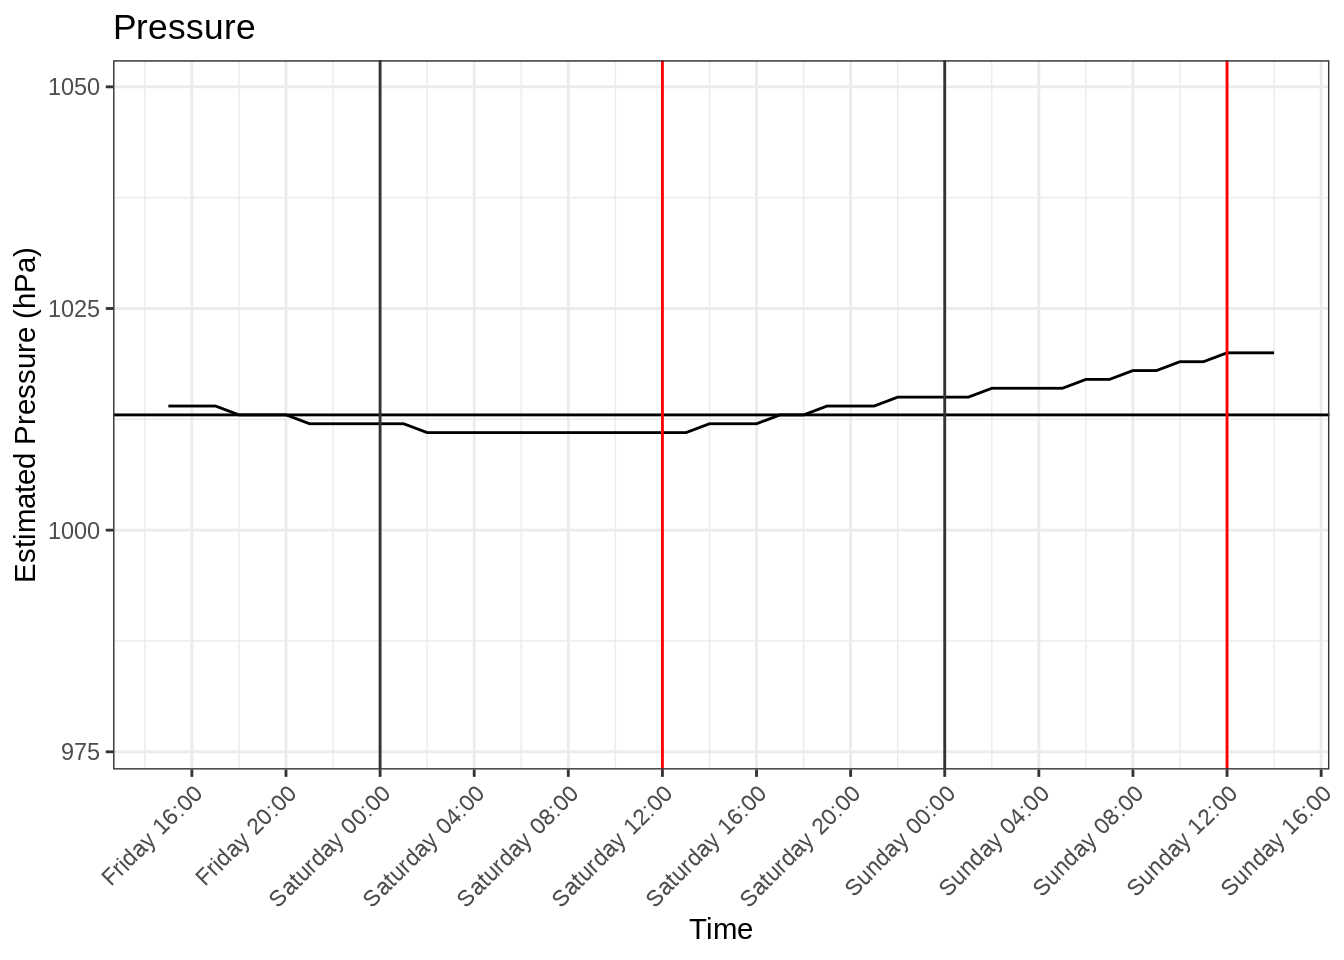 Pressure
Estimated Pressure (hPa)
1050
1025
1000
975
Friday 16:00
Friday 20:00
Saturday 00:00
Saturday 04:00
Saturday 08:00
Saturday 12:00
Saturday 16:00
Saturday 20:00
Sunday 00:00
Sunday 04:00
Sunday 08:00
Sunday 12:00
Sunday 16:00
Time